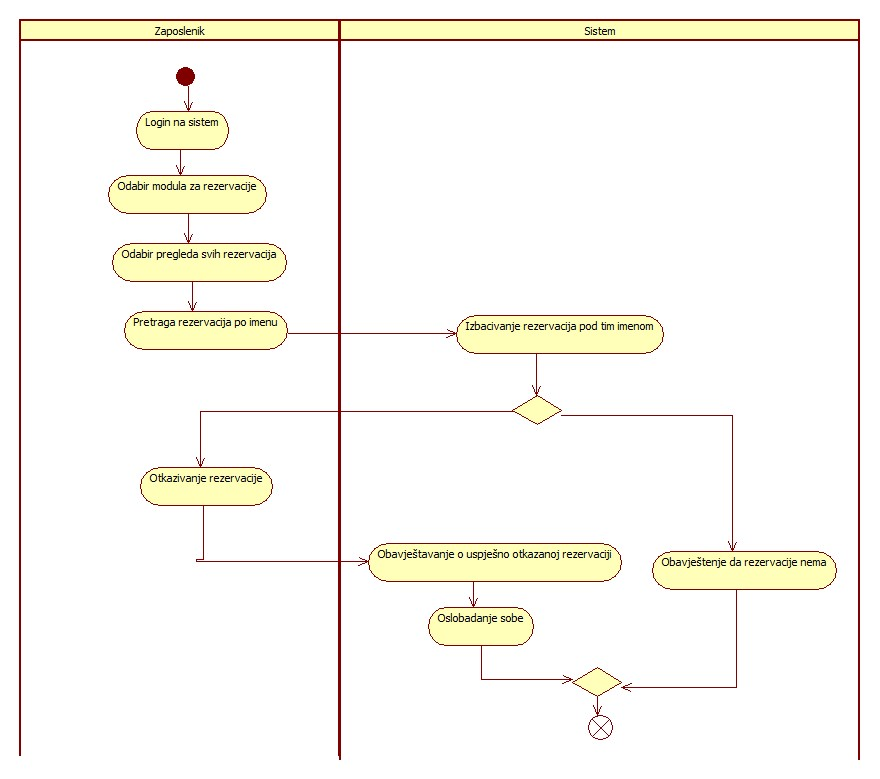 Zaposlenik
Sistem
Login na sistem
Odabir modula za rezervacije
Odabir pregleda svih rezervacija
Pretraga rezervacija po imenu
Izbacivanje rezervacija pod tim imenom
Otkazivanje rezervacije
Obavještavanje o uspješno otkazanoj rezervaciji
Obavještenje da rezervacije nema
Oslobađanje sobe